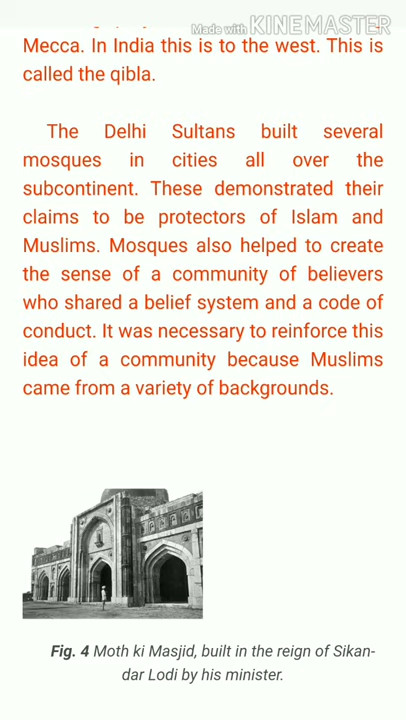 Made with KINEMASTER
Mecca. In India this is to the west. This is
called the qibla.
The Delhi Sultans built several
mosques in cities all over the
subcontinent. These demonstrated their
claims to be protectors of Islam and
Muslims. Mosques also helped to create
the sense of a community of believers
who shared a belief system and a code of
conduct. It was necessary to reinforce this
idea of a community because Muslims
came from a variety of backgrounds.
Fig. 4 Moth ki Masjid, built in the reign of Sikan-
dar Lodi by his minister.